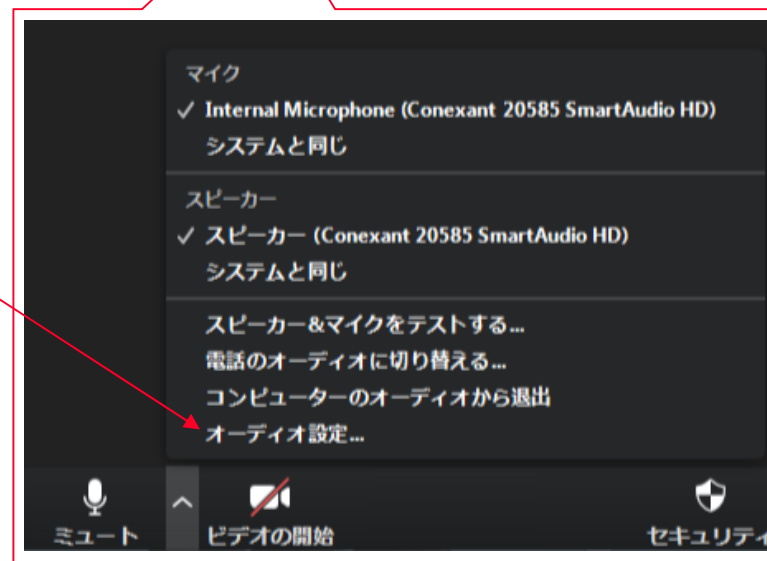 マイク
Internal Microphone (Conexant 20585 SmartAudio HD)
システムと同じ
スピーカー
スピーカー (Conexant 20585 SmartAudio HD)
システムと同じ
スピーカー&マイクをテストする...
電話のオーディオに切り替える...
コンピューターのオーディオから退出
オーディオ設定...
ミュート
ビデオの開始
セキュリティ